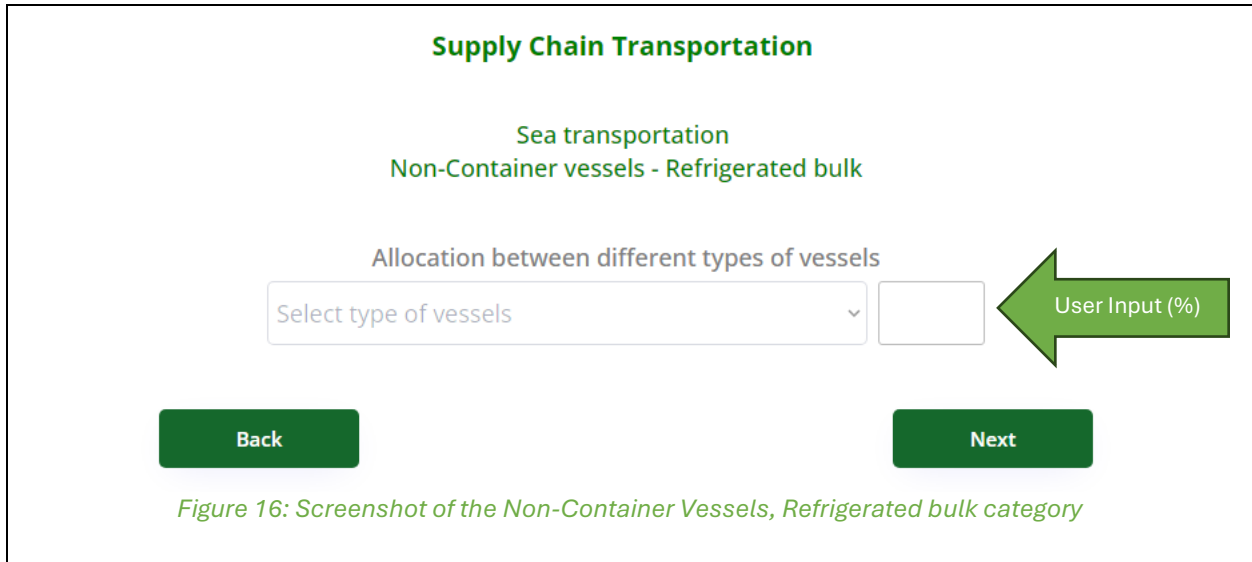 Supply Chain Transportation
Sea transportation
Non-Container vessels - Refrigerated bulk
Allocation between different types of vessels
Select type of vessels
User Input (%)
Back
Next
Figure 16: Screenshot of the Non-Container Vessels, Refrigerated bulk category